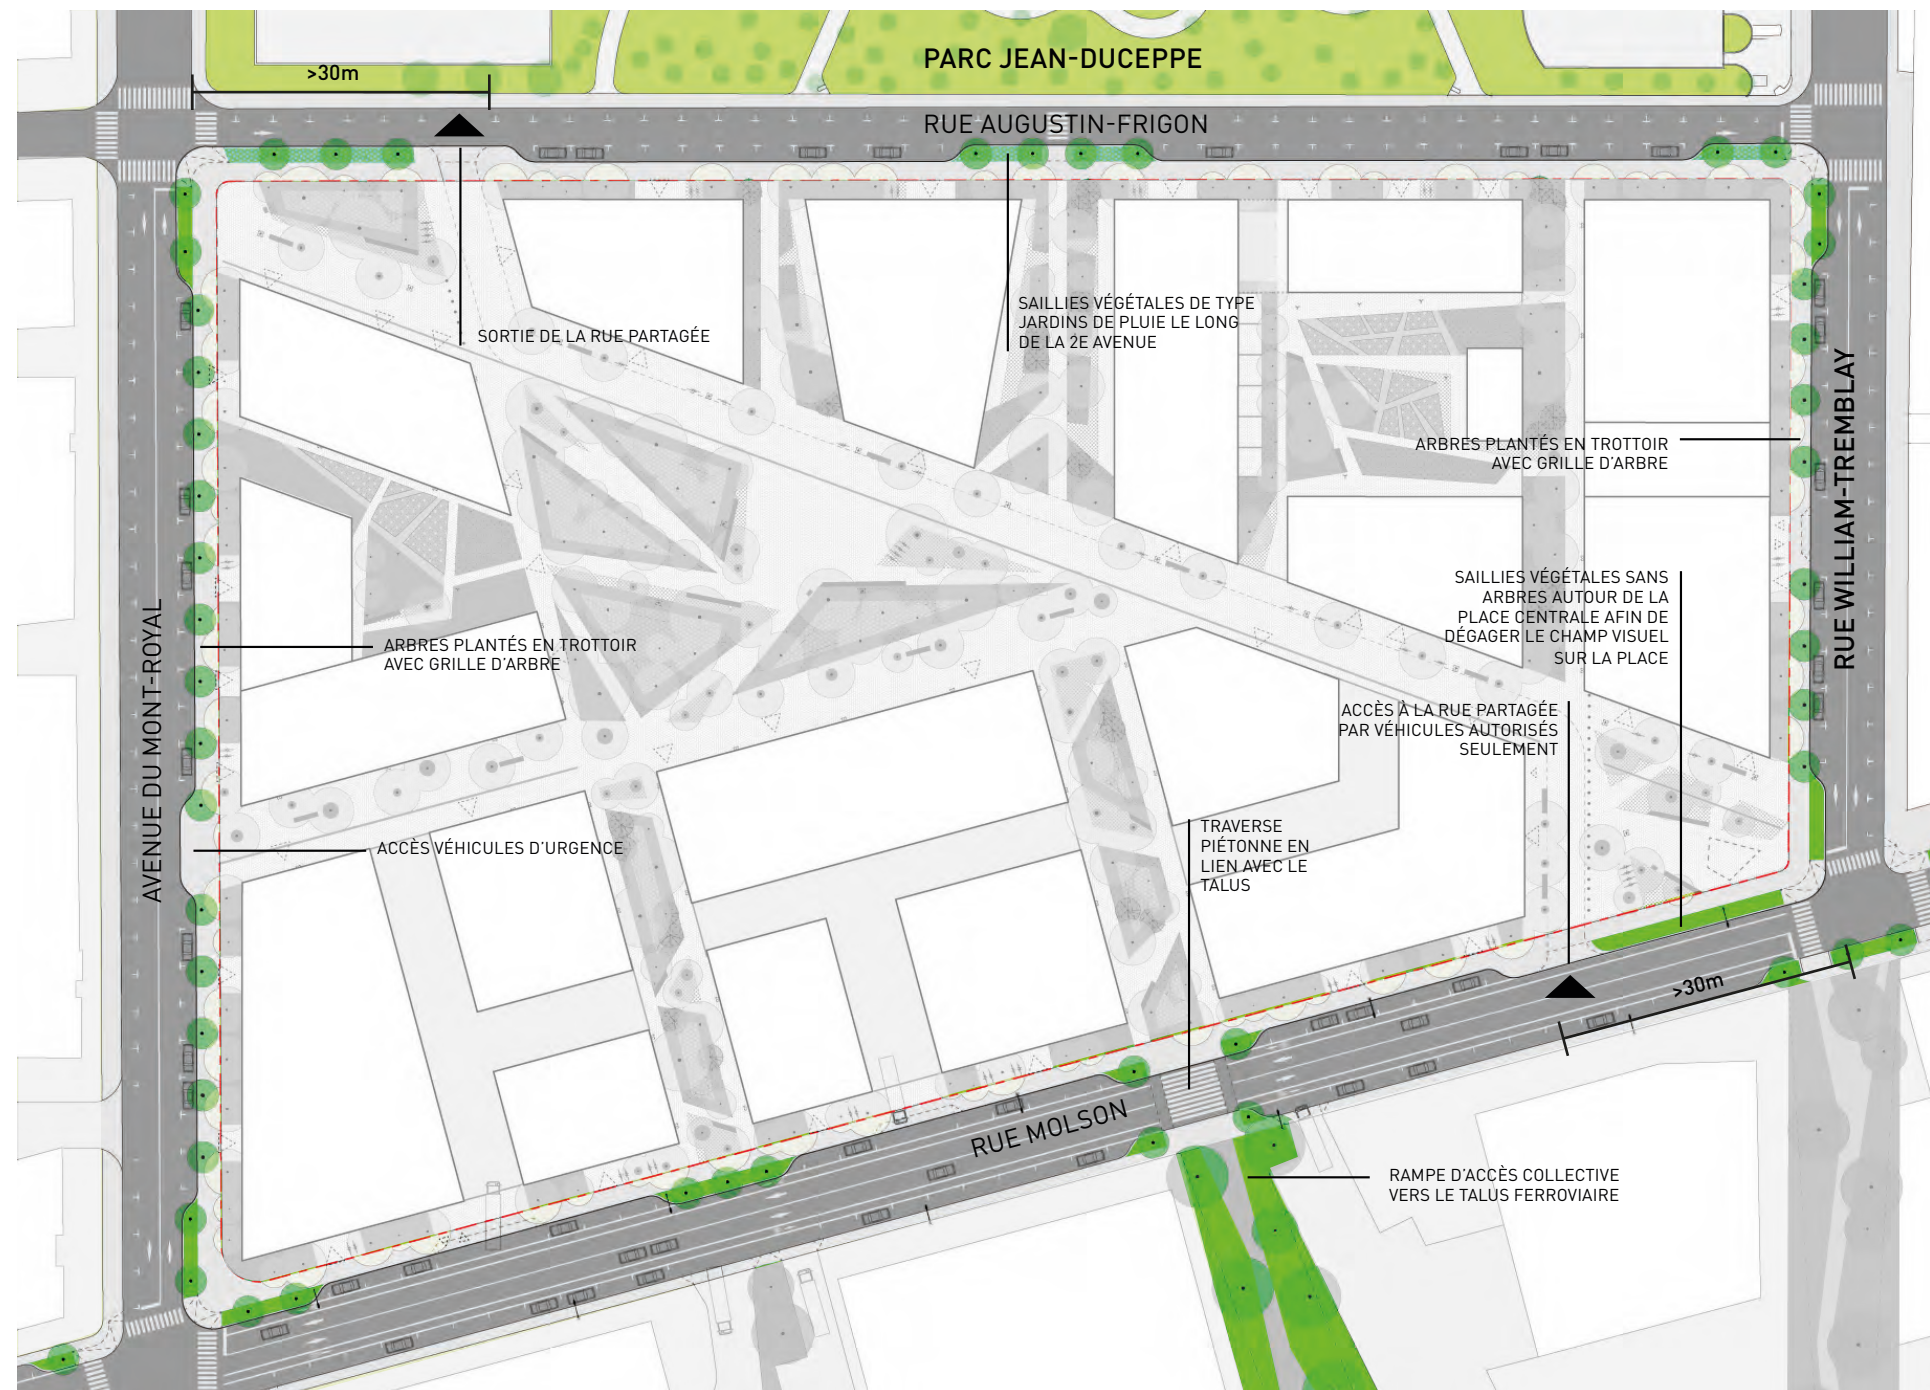 PARC JEAN-DUCEPPE
>30m
RUE AUGUSTIN-FRIGON
SORTIE DE LA RUE PARTAGÉE
SAILLIES VÉGÉTALES DE TYPE
JARDINS DE PLUIE LE LONG
DE LA 2E AVENUE
ARBRES PLANTÉS EN TROTTOIR
AVEC GRILLE D'ARBRE
RUE WILLIAM-TREMBLAY
SAILLIES VÉGÉTALES SANS
ARBRES AUTOUR DE LA
PLACE CENTRALE AFIN DE
DÉGAGER LE CHAMP VISUEL
SUR LA PLACE
AVENUE DU MONT-ROYAL
ARBRES PLANTÉS EN TROTTOIR
AVEC GRILLE D'ARBRE
ACCÈS À LA RUE PARTAGÉE
PAR VÉHICULES AUTORISÉS
SEULEMENT
TRAVERSE
PIÉTONNE EN
LIEN AVEC LE
TALUS
ACCÈS VÉHICULES D'URGENCE
>30m
RUE MOLSON
RAMPE D'ACCÈS COLLECTIVE
VERS LE TALUS FERROVIAIRE